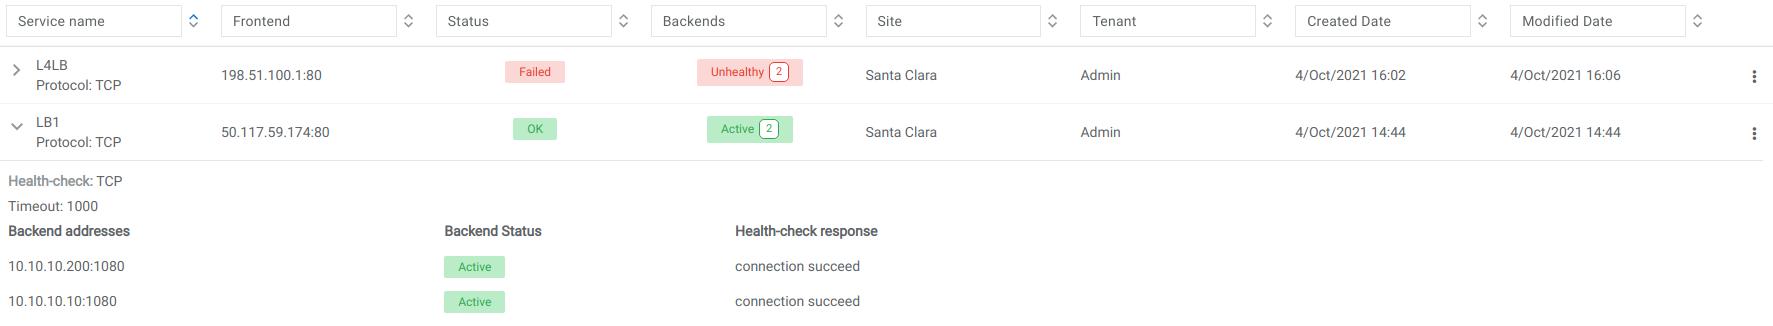 Service name Frontend Status Backends Site Tenant Created Date Modified Date
L4LB
Protocol: TCP
198.51.100.1:80 Failed Unhealthy 2 Santa Clara Admin 4/Oct/2021 16:02 4/Oct/2021 16:06
LB1
Protocol: TCP
50.117.59.174:80 OK Active 2 Santa Clara Admin 4/Oct/2021 14:44 4/Oct/2021 14:44
Health-check: TCP
Timeout: 1000
Backend addresses Backend Status Health-check response
10.10.10.200:1080 Active connection succeed
10.10.10.10:1080 Active connection succeed